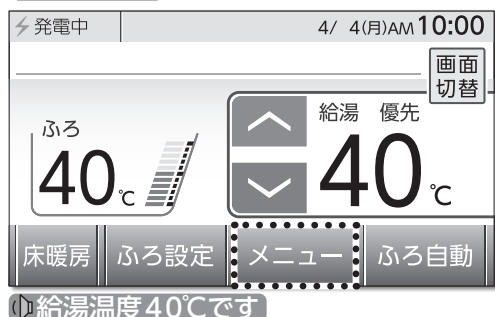 発電中 4/ 4(月)AM10:00
画面
切替
ふろ 給湯 優先
40℃ 40℃
床暖房 ふろ設定 メニュー ふろ自動
給湯温度40℃です